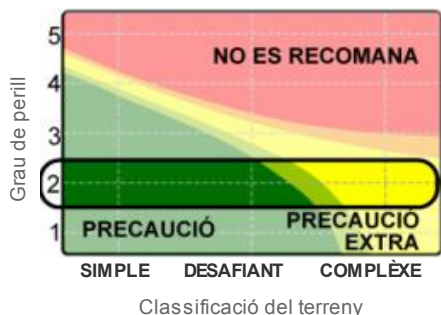 Grau de perill
5
4
3
2
1
NO ES RECOMANA
PRECAUCIÓ
PRECAUCIÓ
EXTRA
SIMPLE DESAFIANT COMPLÈXE
Classificació del terreny